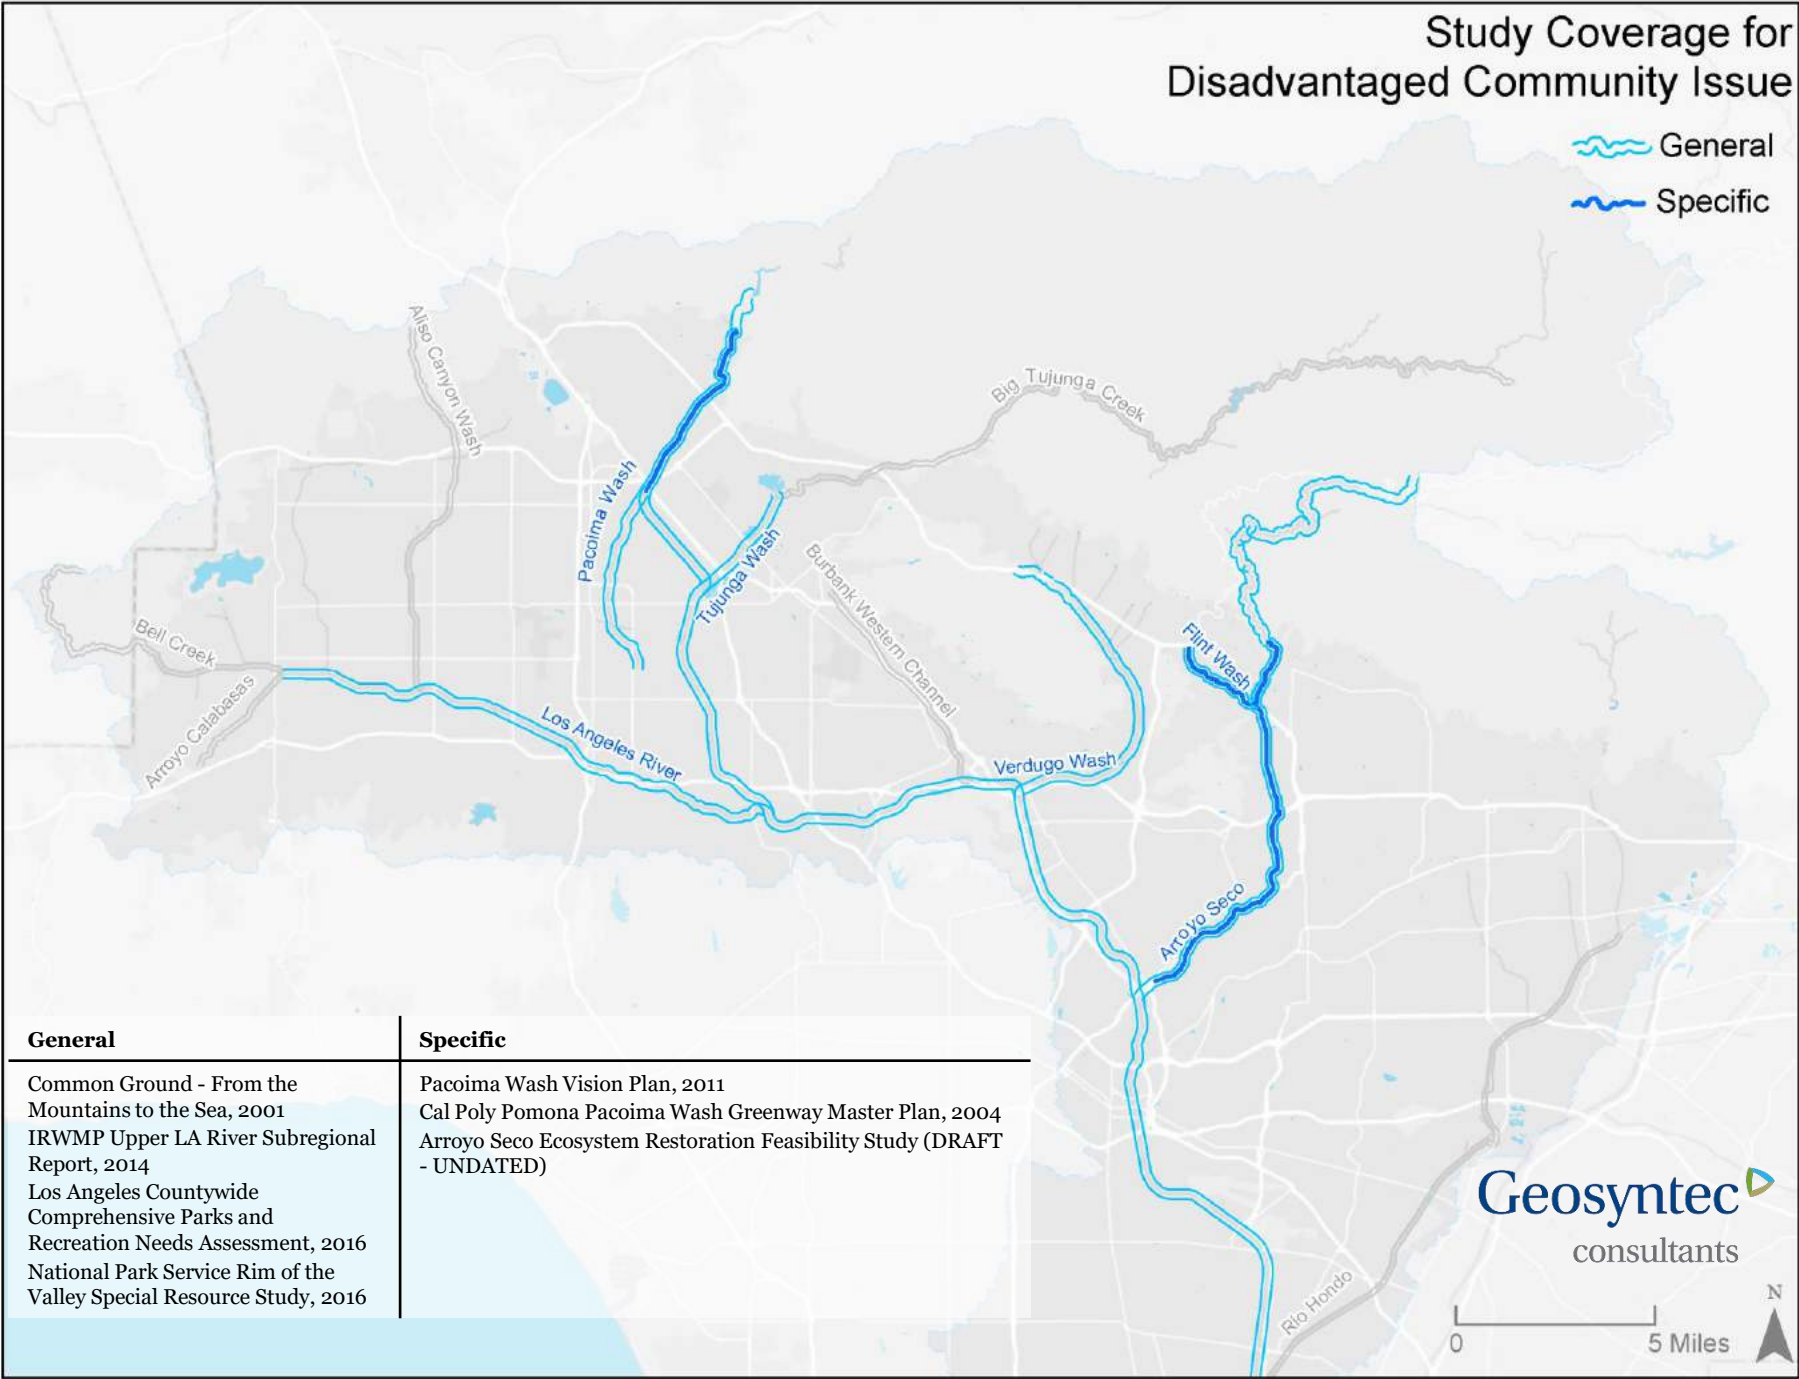 Study Coverage for
Disadvantaged Community Issue
General
Specific
Aliso Canyon Wash
Big Tujunga Creek
Pacoima Wash
Tujunga Wash
Burbank Western Channel
Flint Wash
Bell Creek
Arroyo Calabasas
Los Angeles River
Verdugo Wash
Arroyo Seco
Rio Hondo
General
Common Ground - From the
Mountains to the Sea, 2001
IRWMP Upper LA River Subregional
Report, 2014
Los Angeles Countywide
Comprehensive Parks and
Recreation Needs Assessment, 2016
National Park Service Rim of the
Valley Special Resource Study, 2016
Specific
Pacoima Wash Vision Plan, 2011
Cal Poly Pomona Pacoima Wash Greenway Master Plan, 2004
Arroyo Seco Ecosystem Restoration Feasibility Study (DRAFT
- UNDATED)
Geosyntec
consultants
N
0 5 Miles